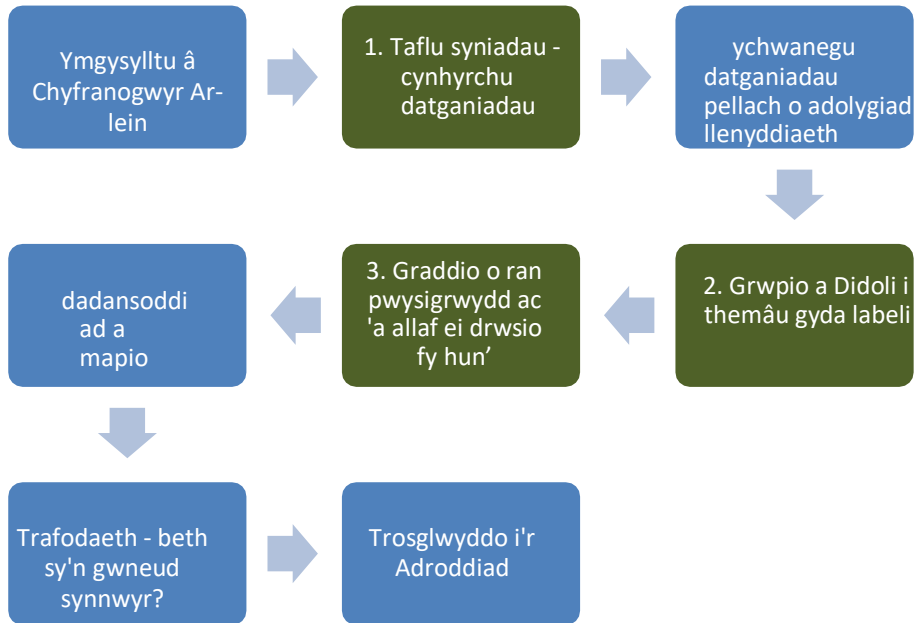 Ymgysylltu â
Chyfranogwyr Ar-
lein
1. Taflu syniadau -
cynhyrchu
datganiadau
ychwanegu
datganiadau
pellach o adolygiad
llenyddiaeth
2. Grwpio a Didoli i
themâu gyda labeli
3. Graddio o ran
pwysigrwydd ac
'a allaf ei drwsio
fy hun’
dadansoddi
ad a
mapio
Trafodaeth - beth
sy'n gwneud
synnwyr?
Trosglwyddo i'r
Adroddiad